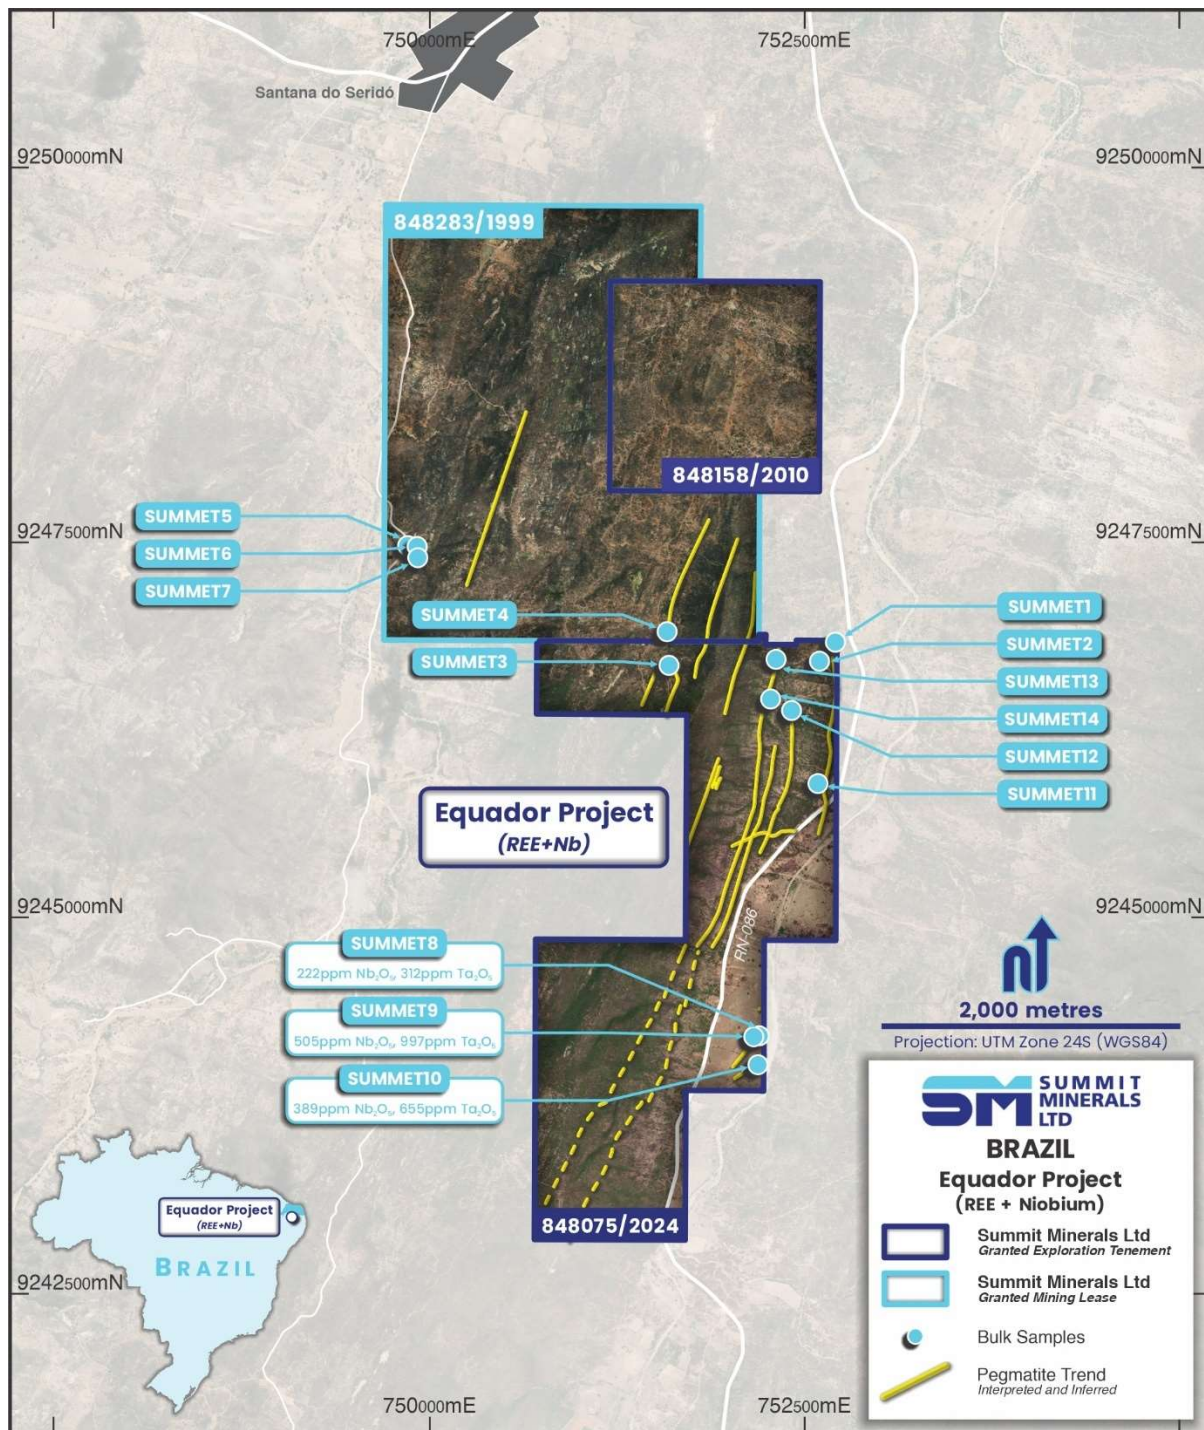 750000mE
752500mE
Santana do Seridó
9250000mN
9250000mN
848283/1999
848158/2010
SUMMET5
SUMMET6
SUMMET7
9247500mN
9247500mN
SUMMET4
SUMMET3
SUMMET1
SUMMET2
SUMMET13
SUMMET14
SUMMET12
SUMMET11
Equador Project
(REE+Nb)
9245000mN
9245000mN
RN-086
SUMMET8
222ppm Nb₂O₅, 312ppm Ta₂O₅
SUMMET9
505ppm Nb₂O₅, 997ppm Ta₂O₅
SUMMET10
389ppm Nb₂O₅, 655ppm Ta₂O₅
848075/2024
n
2,000 metres
Projection: UTM Zone 24S (WGS84)
SM SUMMIT
MINERALS
LTD
BRAZIL
Equador Project
(REE + Niobium)
Summit Minerals Ltd
Granted Exploration Tenement
Summit Minerals Ltd
Granted Mining Lease
Bulk Samples
Pegmatite Trend
Interpreted and Inferred
Equador Project
(REE+Nb)
BRAZIL
9242500mN
9242500mN
750000mE
752500mE